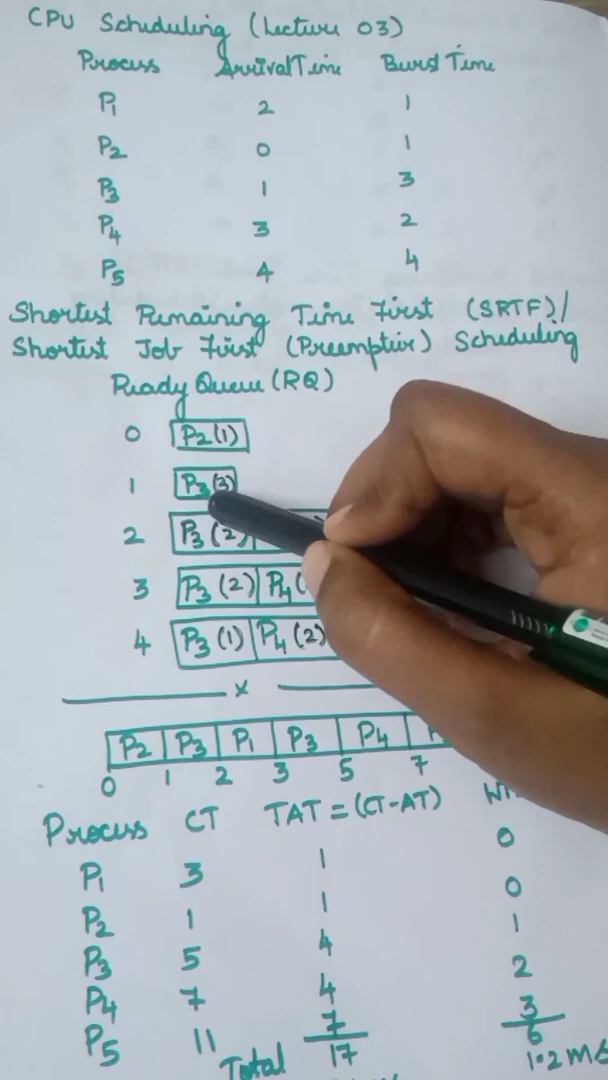 CPU Scheduling (Lecture 03)
Process Arrival Time Burst Time
P1 2 1
P2 0 1
P3 1 3
P4 3 2
P5 4 4
Shortest Remaining Time First (SRTF)/
Shortest Job First (Preemptive) Scheduling
Ready Queue (RQ)
0 P2(1)
1 P3(3)
2 P3(2)
3 P3(2) P4(
4 P3(1) P4(2)
x
P2 P3 P1 P3 P4
0 1 2 3 5 7
Process CT TAT = (CT-AT)
P1 3 1 0
P2 1 1 0
P3 5 4 1
P4 7 4 2
P5 11 7 3
Total 17 6
1.2 ms